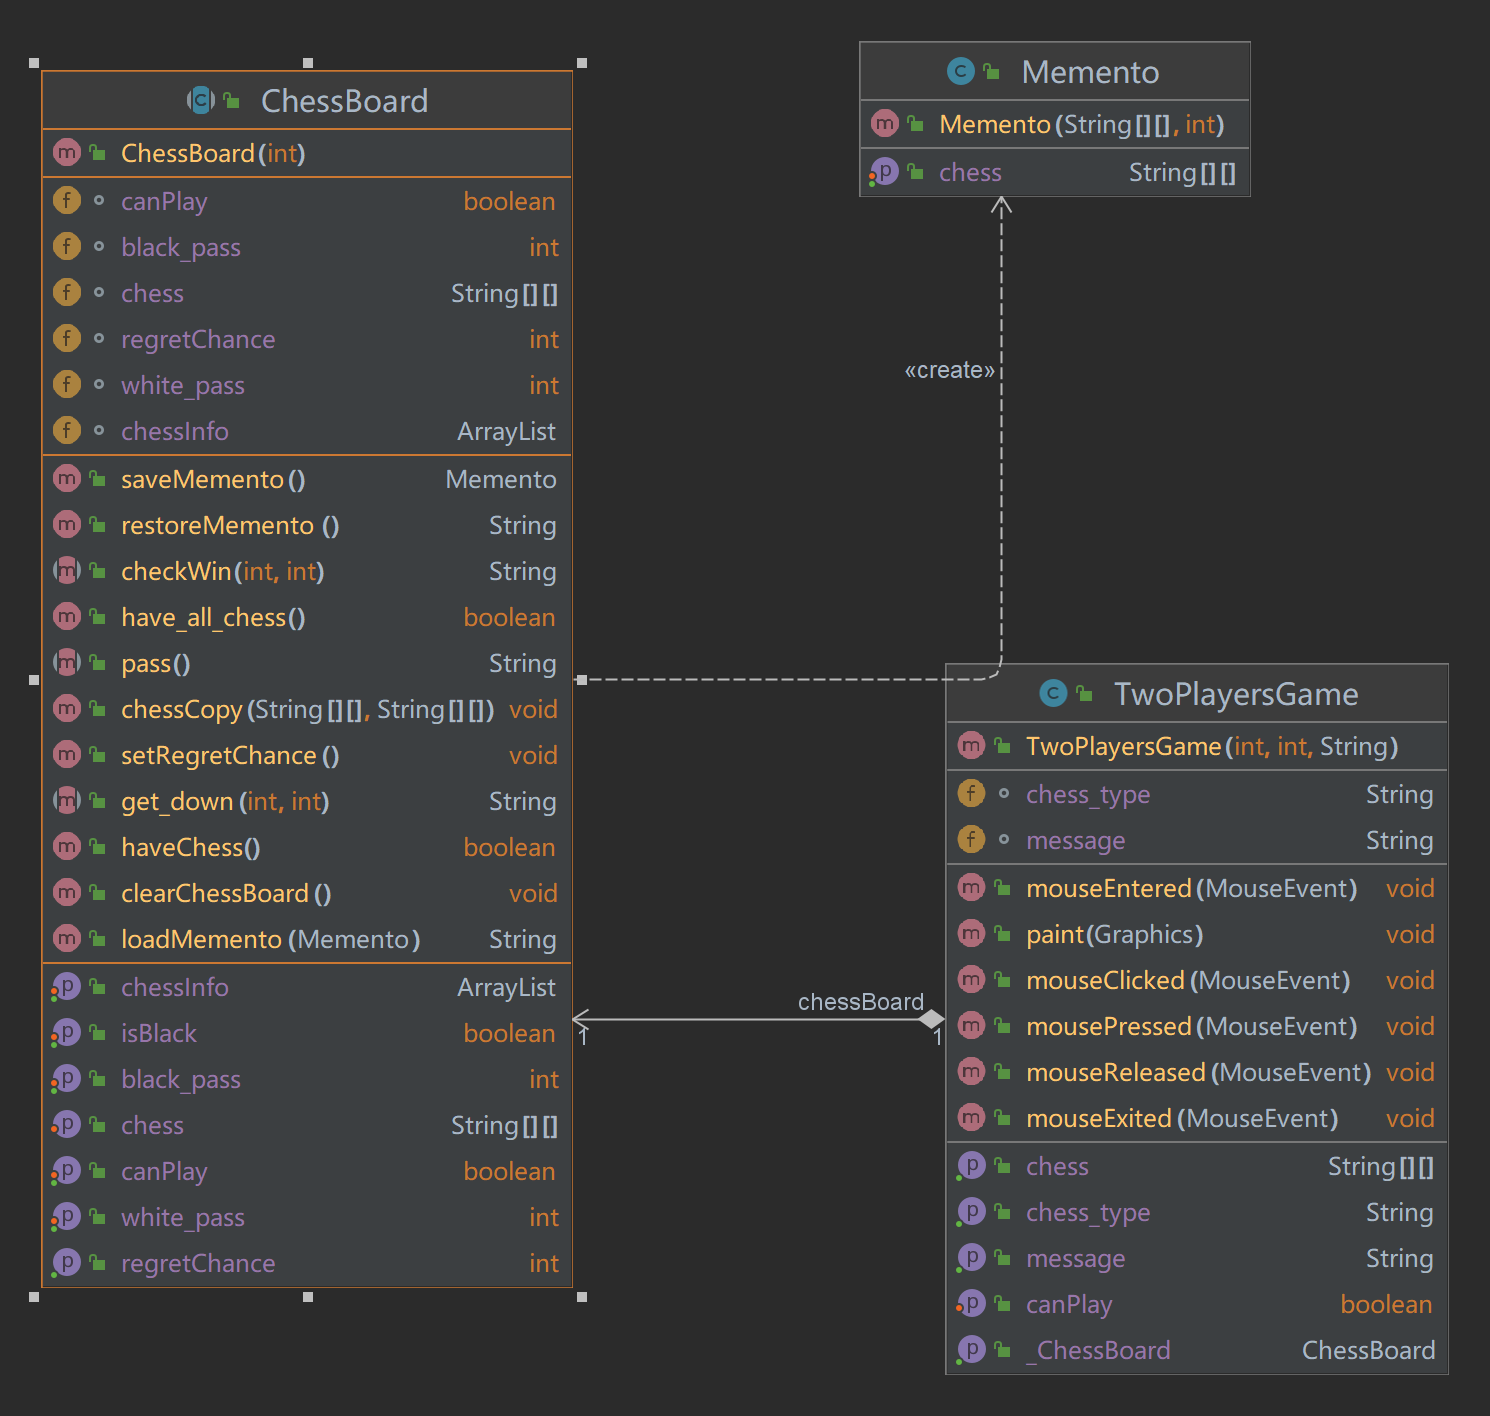 ChessBoard
ChessBoard(int)
canPlay boolean
black_pass int
chess String[][]
regretChance int
white_pass int
chessInfo ArrayList
saveMemento() Memento
restoreMemento() String
checkWin(int, int) String
have_all_chess() boolean
pass() String
chessCopy(String[][], String[][]) void
setRegretChance() void
get_down(int, int) String
haveChess() boolean
clearChessBoard() void
loadMemento(Memento) String
chessInfo ArrayList
isBlack boolean
black_pass int
chess String[][]
canPlay boolean
white_pass int
regretChance int
Memento
Memento(String[][], int)
chess String[][]
«create»
chessBoard
1
1
TwoPlayersGame
TwoPlayersGame(int, int, String)
chess_type String
message String
mouseEntered(MouseEvent) void
paint(Graphics) void
mouseClicked(MouseEvent) void
mousePressed(MouseEvent) void
mouseReleased(MouseEvent) void
mouseExited(MouseEvent) void
chess String[][]
chess_type String
message String
canPlay boolean
_ChessBoard ChessBoard